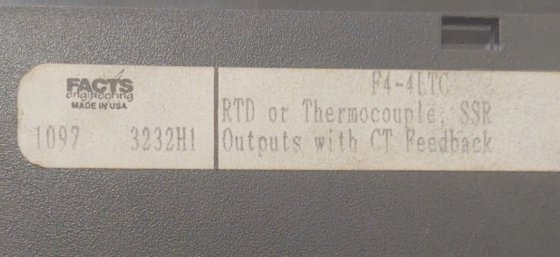 FACTS
engineering
MADE IN USA
1097 3232H1
F4-4LTC
RTD or Thermocouple, SSR
Outputs with CT Feedback